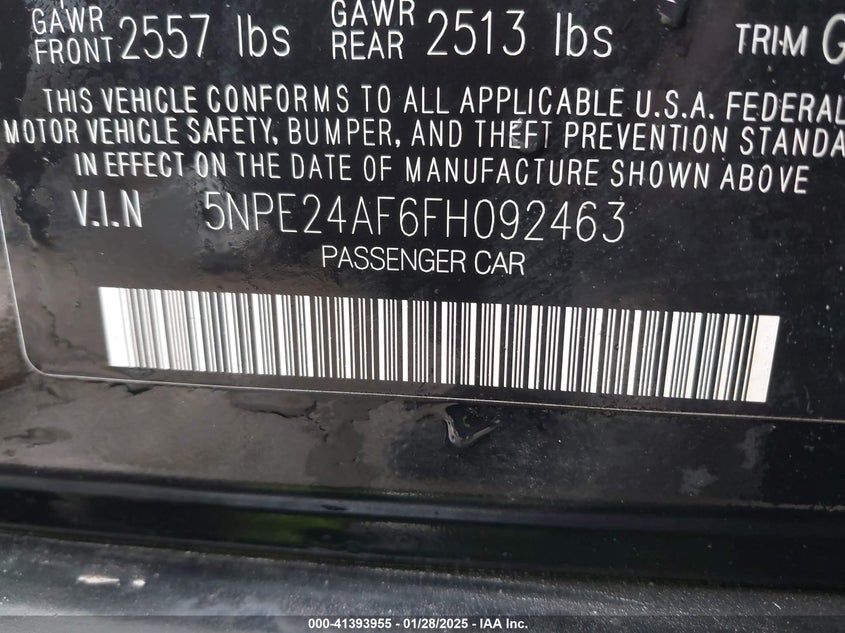 GAWR FRONT 2557 lbs GAWR REAR 2513 lbs TRIM
THIS VEHICLE CONFORMS TO ALL APPLICABLE U.S.A. FEDERAL
MOTOR VEHICLE SAFETY, BUMPER, AND THEFT PREVENTION STANDA
IN EFFECT ON THE DATE OF MANUFACTURE SHOWN ABOVE
V.I.N 5NPE24AF6FH092463
PASSENGER CAR
000-41393955 — 01/28/2025 — IAA Inc.